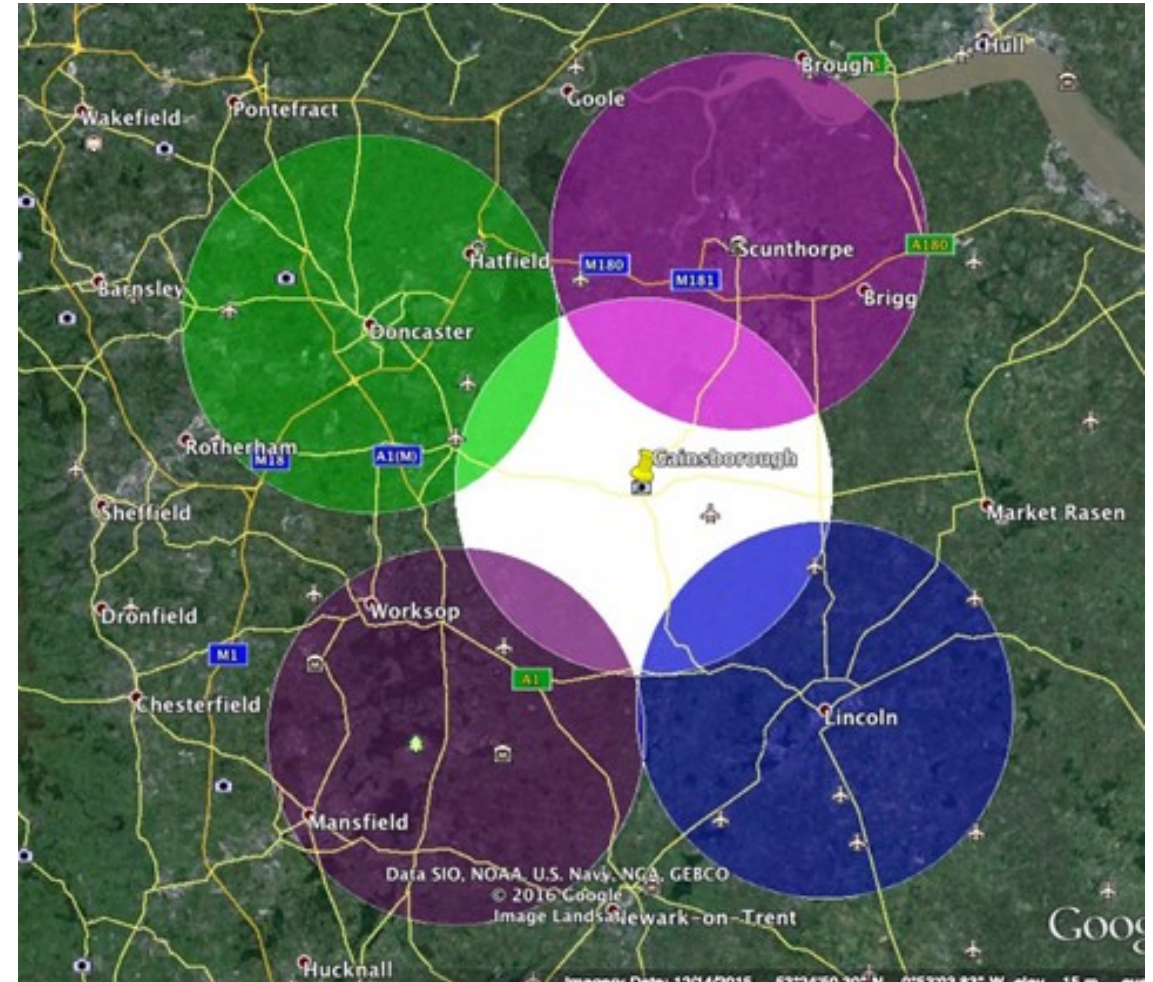 Hull
Brough
Goole
Pontefract
Wakefield
Hatfield
Scunthorpe
A180
M180
M181
Barnsley
Brigg
Doncaster
Rotherham
M18
A1(M)
Gainsborough
Sheffield
Market Rasen
Dronfield
Worksop
M1
A1
Chesterfield
Lincoln
Mansfield
Data SIO, NOAA, U.S. Navy, NGA, GEBCO
© 2016 Google
Image Landsa
Newark-on-Trent
Goog
Hucknall